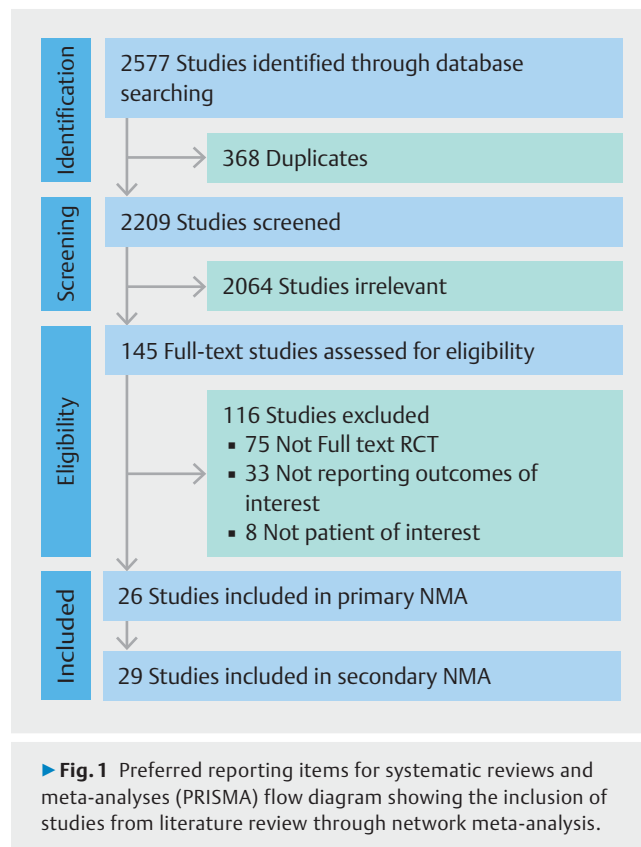 Identification
2577 Studies identified through database
searching
368 Duplicates
Screening
2209 Studies screened
2064 Studies irrelevant
Eligibility
145 Full-text studies assessed for eligibility
116 Studies excluded
▪ 75 Not Full text RCT
▪ 33 Not reporting outcomes of
interest
▪ 8 Not patient of interest
Included
26 Studies included in primary NMA
29 Studies included in secondary NMA
▶ Fig. 1 Preferred reporting items for systematic reviews and
meta-analyses (PRISMA) flow diagram showing the inclusion of
studies from literature review through network meta-analysis.